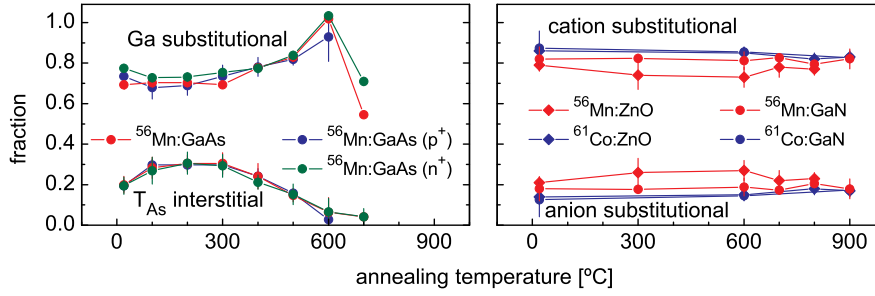 fraction
1.0
0.8
0.6
0.4
0.2
0.0
Ga substitutional
⁵⁶Mn:GaAs
⁵⁶Mn:GaAs (p⁺)
⁵⁶Mn:GaAs (n⁺)
T_As interstitial
0 300 600 900
cation substitutional
⁵⁶Mn:ZnO ⁵⁶Mn:GaN
⁶¹Co:ZnO ⁶¹Co:GaN
anion substitutional
0 300 600 900
annealing temperature [ºC]